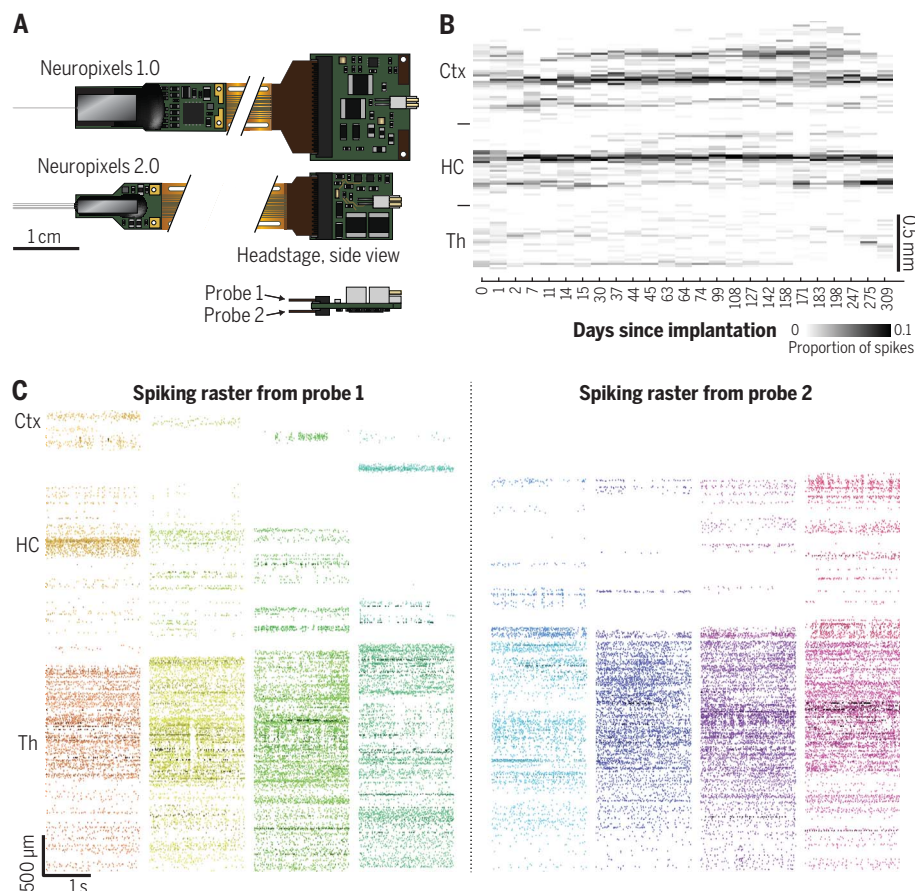 A
Neuropixels 1.0
Neuropixels 2.0
1 cm
Headstage, side view
Probe 1
Probe 2
B
Ctx
HC
Th
0.5 mm
0 1 2 7 11 14 15 30 37 44 45 63 64 74 99 108 127 142 158 171 183 198 247 275 309
Days since implantation
0 0.1
Proportion of spikes
C
Spiking raster from probe 1
Spiking raster from probe 2
Ctx
HC
Th
500 µm
1 s